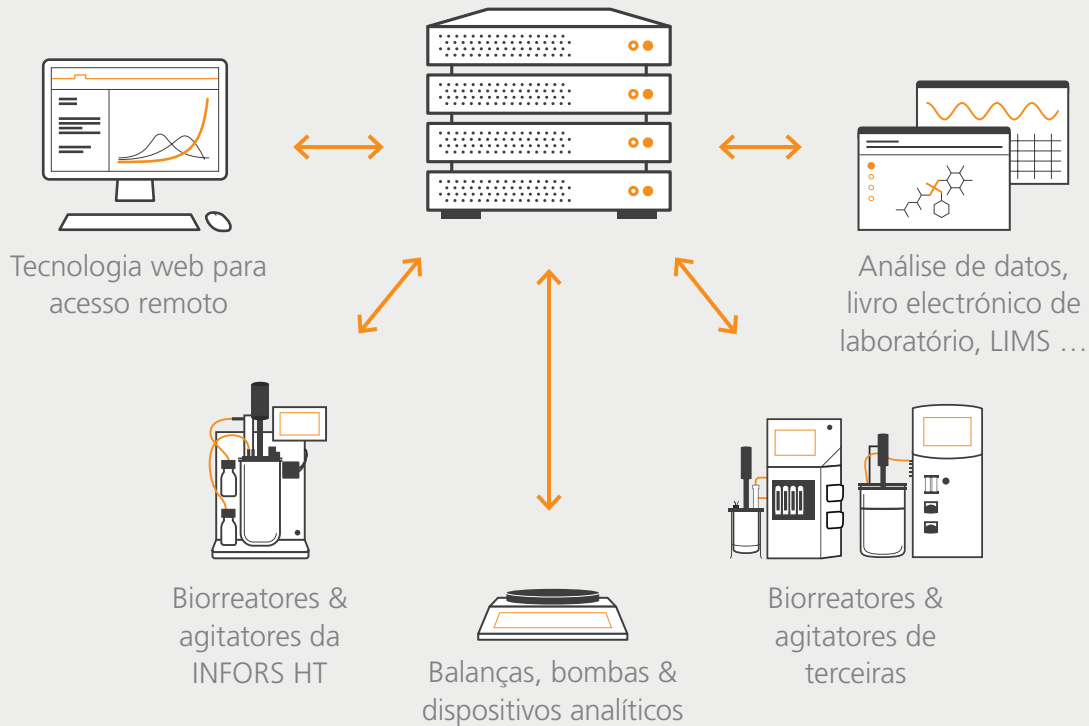 Tecnologia web para
acesso remoto
Análise de datos,
livro electrónico de
laboratório, LIMS ...
Biorreatores &
agitatores da
INFORS HT
Balanças, bombas &
dispositivos analíticos
Biorreatores &
agitatores de
terceiras